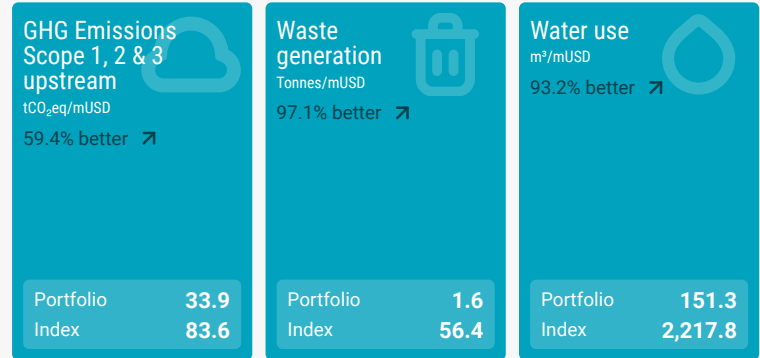 GHG Emissions
Scope 1, 2 & 3
upstream
tCO₂eq/mUSD
59.4% better
Portfolio 33.9
Index 83.6
Waste
generation
Tonnes/mUSD
97.1% better
Portfolio 1.6
Index 56.4
Water use
m³/mUSD
93.2% better
Portfolio 151.3
Index 2,217.8